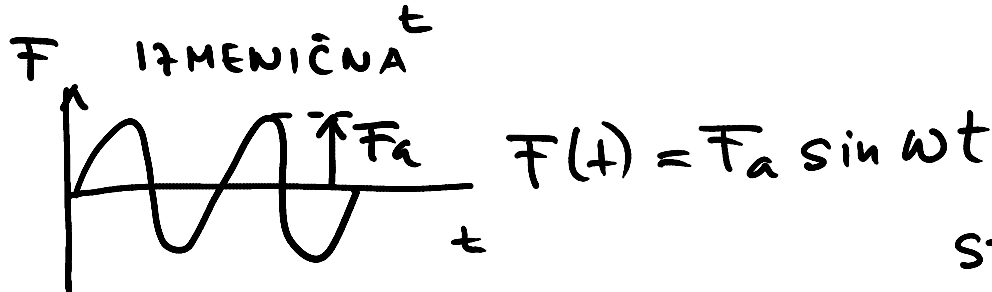 t
F IZMENIČNA
Fa F(t) = Fa sin ωt
t